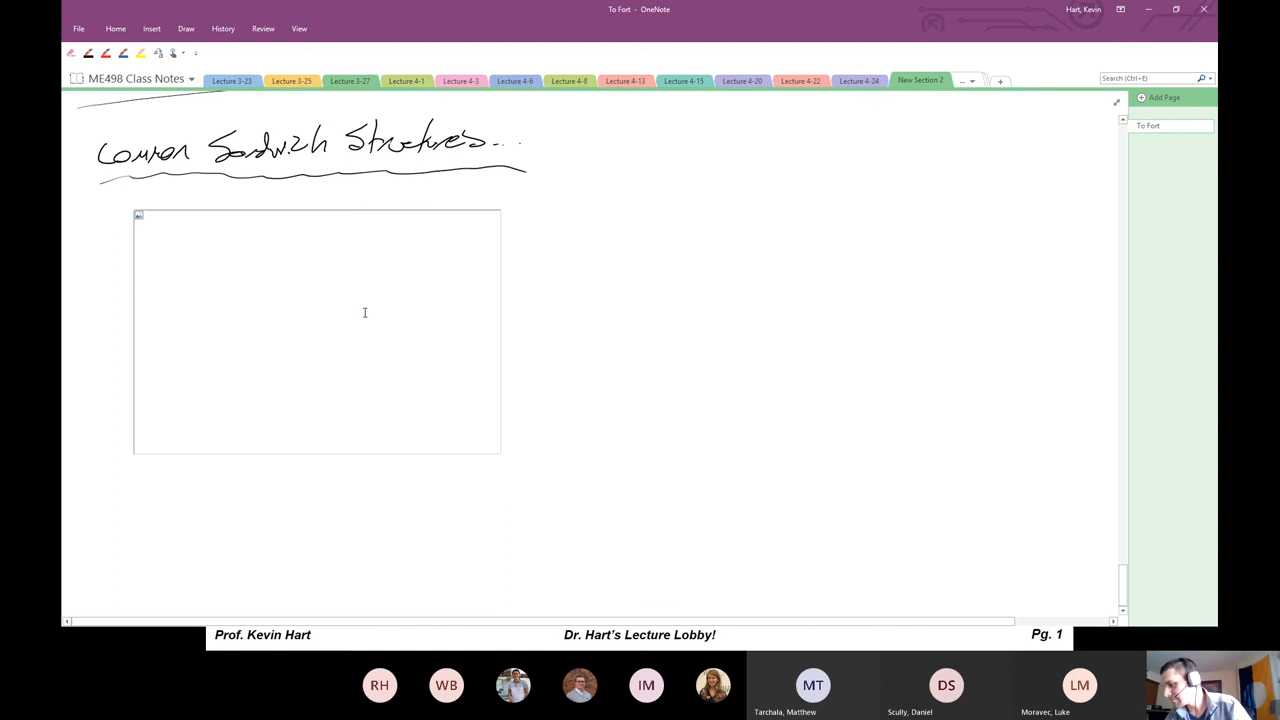 To Fort - OneNote
Hart, Kevin
File Home Insert Draw History Review View
ME498 Class Notes
Lecture 3-23 Lecture 3-25 Lecture 3-27 Lecture 4-1 Lecture 4-3 Lecture 4-6 Lecture 4-8 Lecture 4-13 Lecture 4-15 Lecture 4-20 Lecture 4-22 Lecture 4-24 New Section 2 ...
Search (Ctrl+E)
Add Page
To Fort
Common Sandwich Structures...
Prof. Kevin Hart Dr. Hart's Lecture Lobby! Pg. 1
RH WB IM MT DS LM
Tarchala, Matthew Scully, Daniel Moravec, Luke